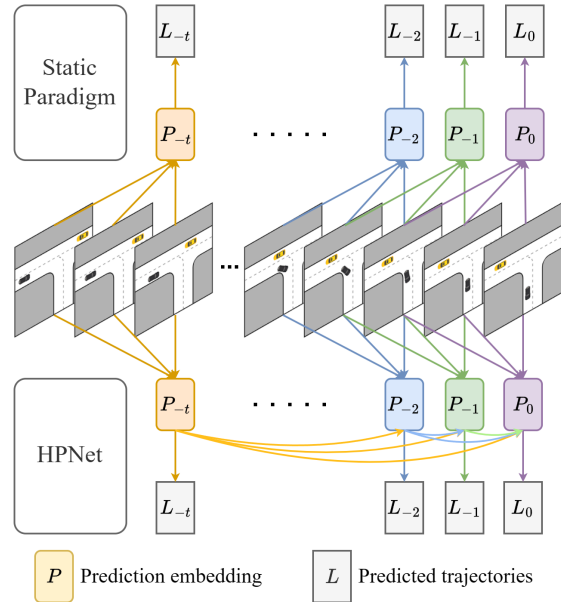 L₋ₜ
L₋₂
L₋₁
L₀
Static
Paradigm
P₋ₜ
. . . . .
P₋₂
P₋₁
P₀
...
P₋ₜ
. . . . .
P₋₂
P₋₁
P₀
HPNet
L₋ₜ
L₋₂
L₋₁
L₀
P Prediction embedding
L Predicted trajectories